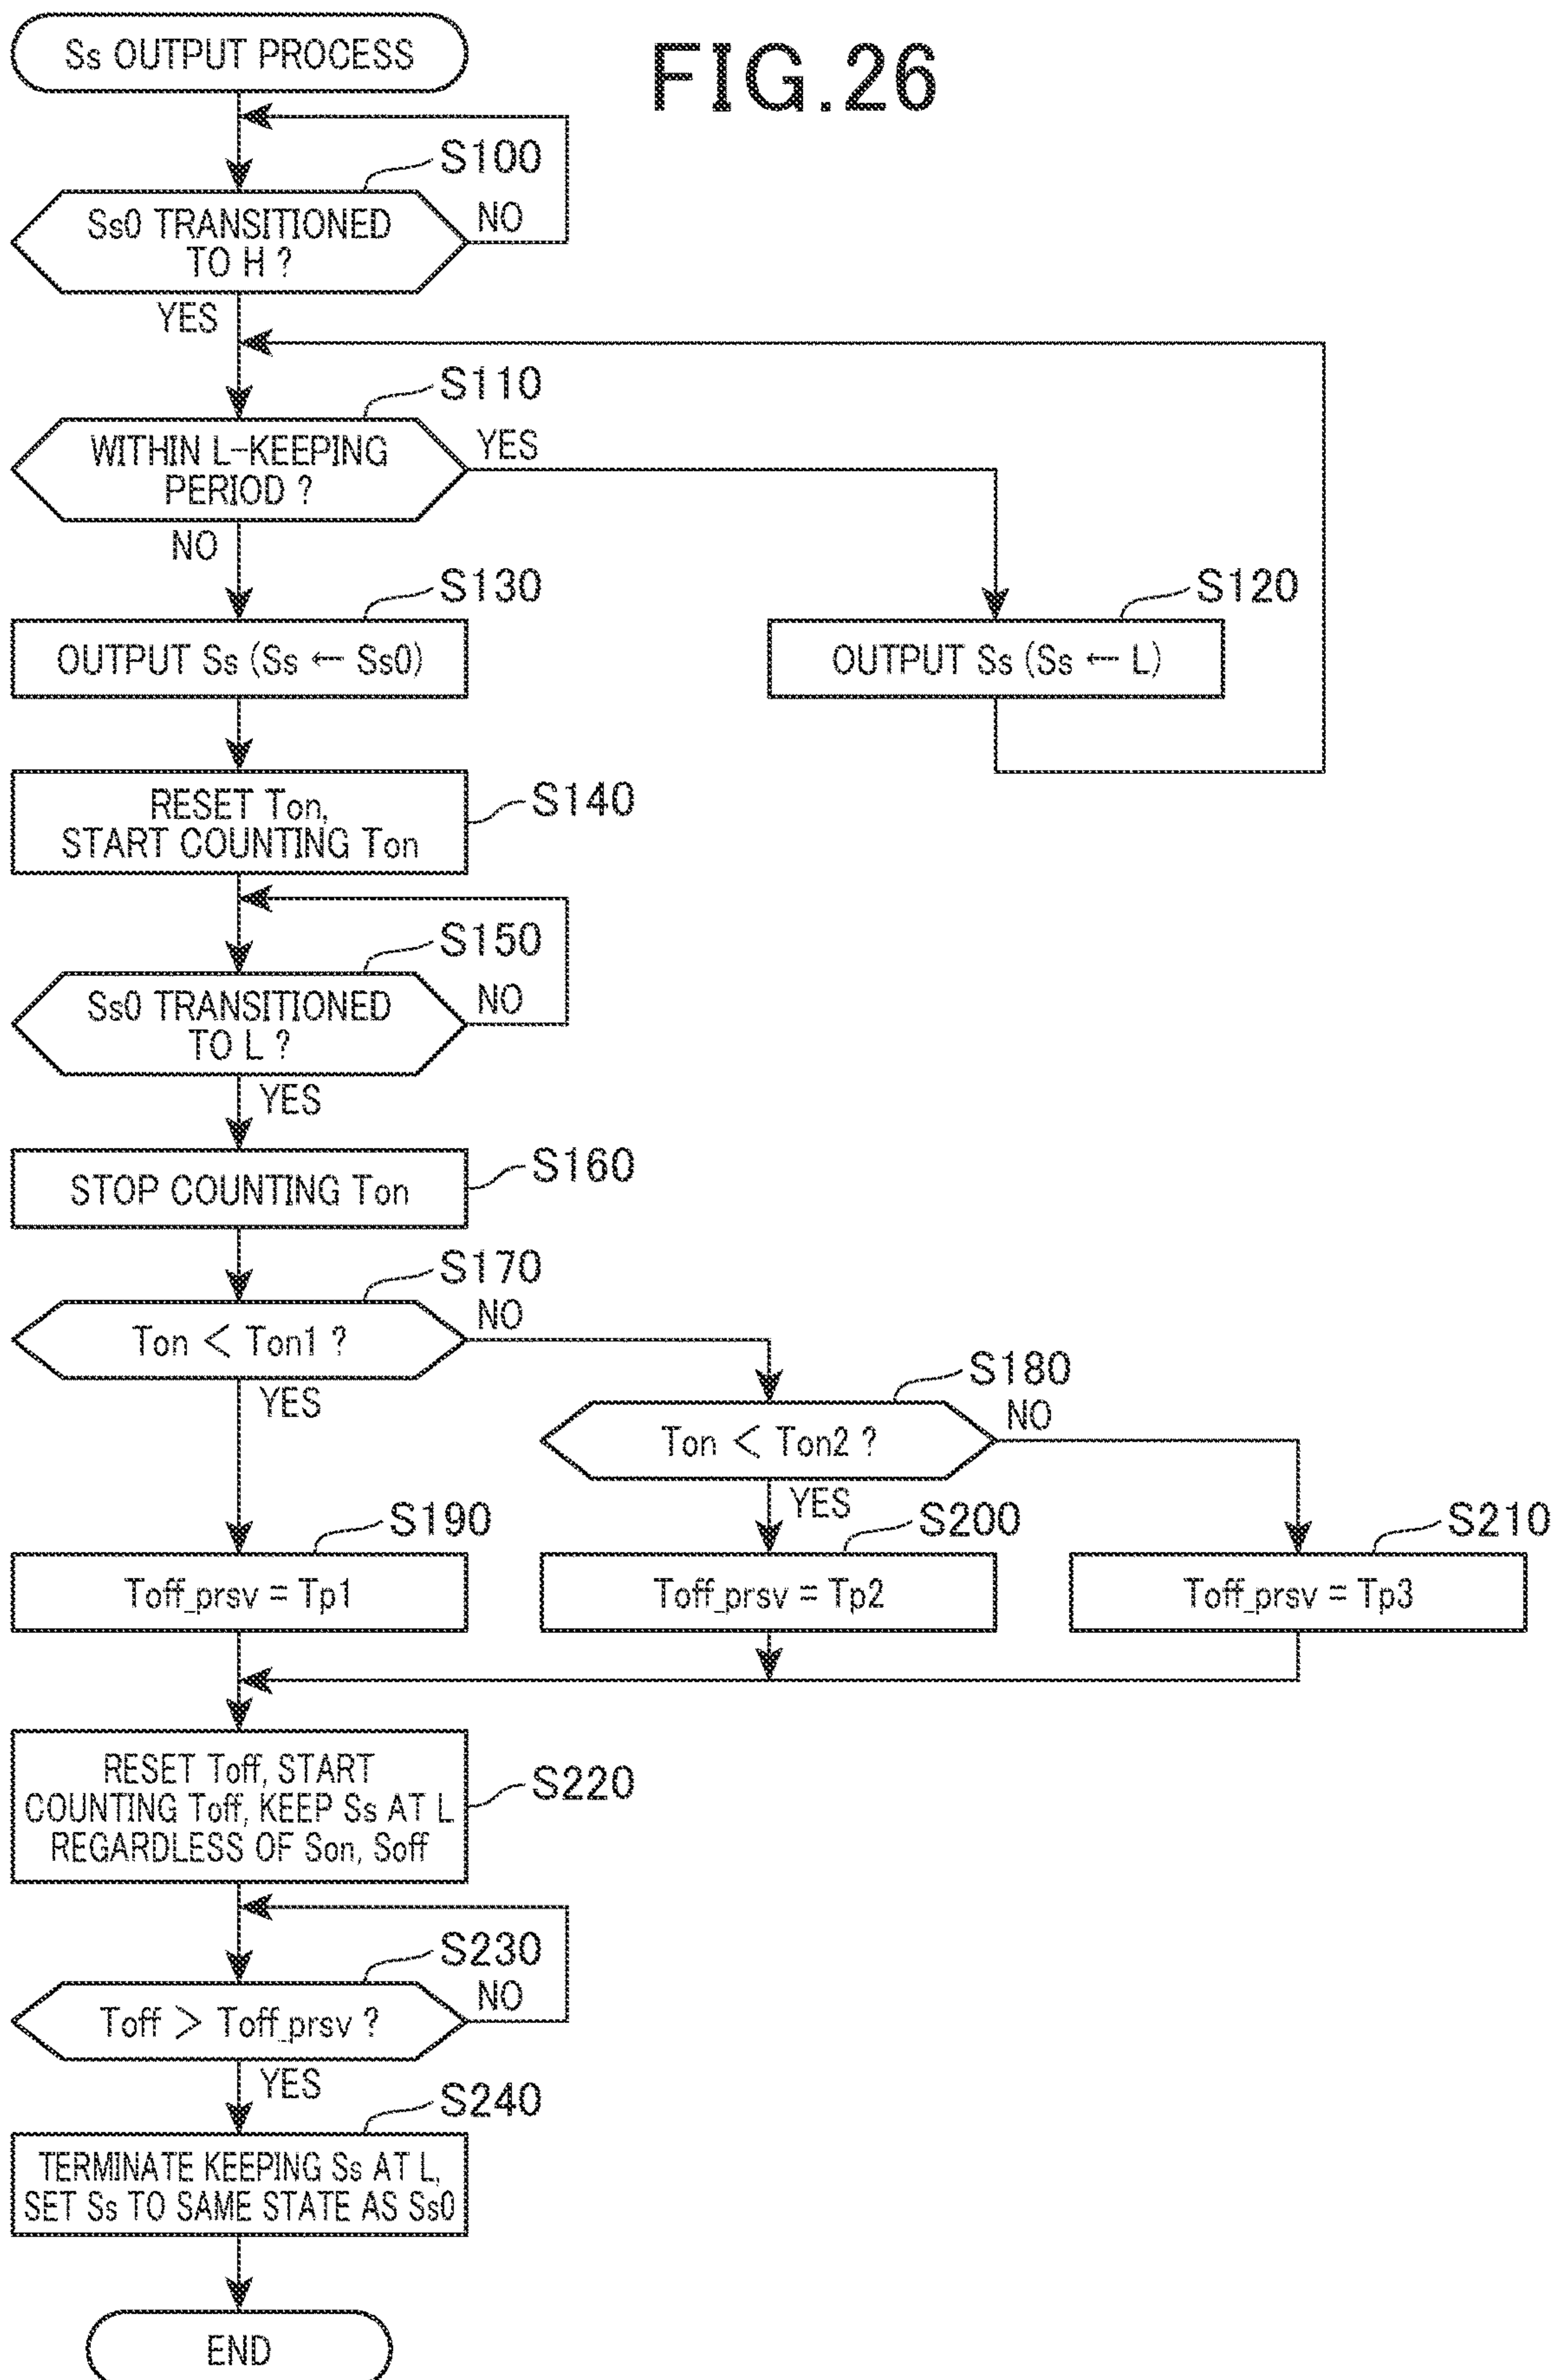 Ss OUTPUT PROCESS
FIG.26
S100
Ss0 TRANSITIONED
TO H ?
NO
YES
S110
WITHIN L-KEEPING
PERIOD ?
YES
NO
S130
OUTPUT Ss (Ss ← Ss0)
S120
OUTPUT Ss (Ss ← L)
RESET Ton,
START COUNTING Ton
S140
S150
Ss0 TRANSITIONED
TO L ?
NO
YES
STOP COUNTING Ton
S160
S170
Ton < Ton1 ?
NO
YES
S180
Ton < Ton2 ?
NO
YES
S190
Toff_prsv = Tp1
S200
Toff_prsv = Tp2
S210
Toff_prsv = Tp3
RESET Toff, START
COUNTING Toff, KEEP Ss AT L
REGARDLESS OF Son, Soff
S220
S230
Toff > Toff_prsv ?
NO
YES
S240
TERMINATE KEEPING Ss AT L,
SET Ss TO SAME STATE AS Ss0
END